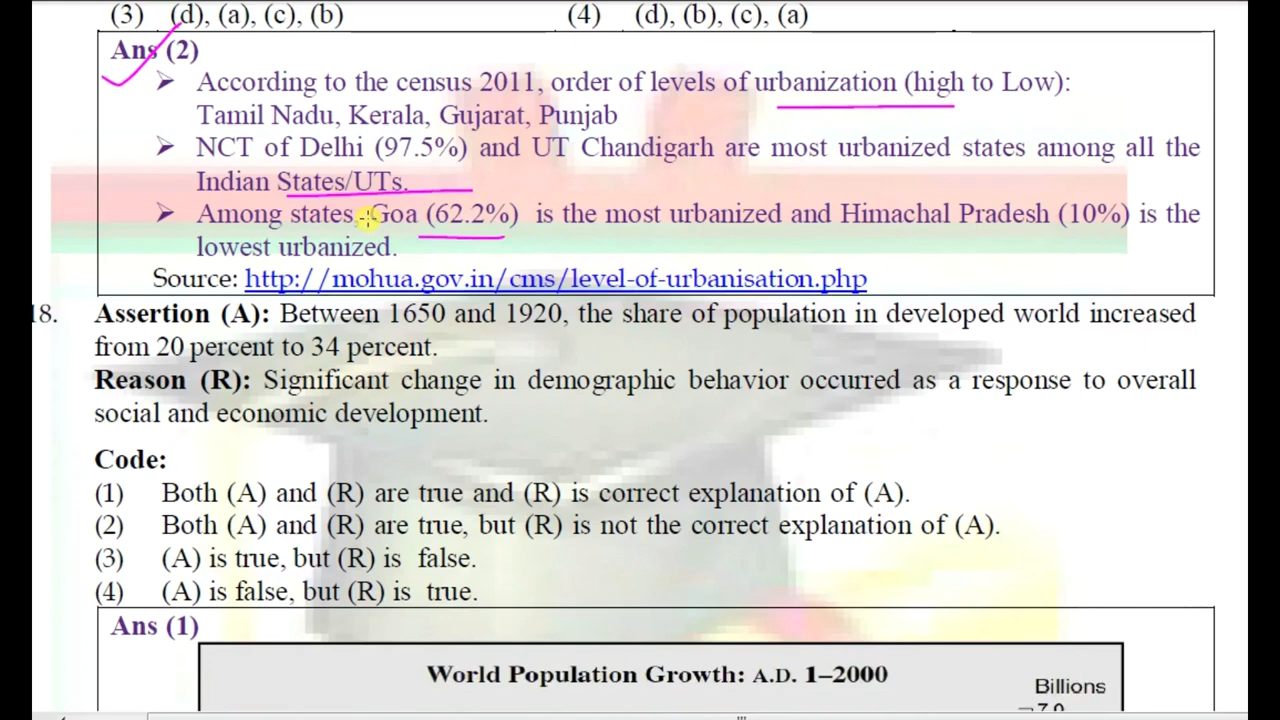 (3) (d), (a), (c), (b) (4) (d), (b), (c), (a)
Ans (2)
➢ According to the census 2011, order of levels of urbanization (high to Low):
Tamil Nadu, Kerala, Gujarat, Punjab
➢ NCT of Delhi (97.5%) and UT Chandigarh are most urbanized states among all the
Indian States/UTs.
➢ Among states, Goa (62.2%) is the most urbanized and Himachal Pradesh (10%) is the
lowest urbanized.
Source: http://mohua.gov.in/cms/level-of-urbanisation.php
18. Assertion (A): Between 1650 and 1920, the share of population in developed world increased
from 20 percent to 34 percent.
Reason (R): Significant change in demographic behavior occurred as a response to overall
social and economic development.
Code:
(1) Both (A) and (R) are true and (R) is correct explanation of (A).
(2) Both (A) and (R) are true, but (R) is not the correct explanation of (A).
(3) (A) is true, but (R) is false.
(4) (A) is false, but (R) is true.
Ans (1)
World Population Growth: A.D. 1–2000
Billions
7.0